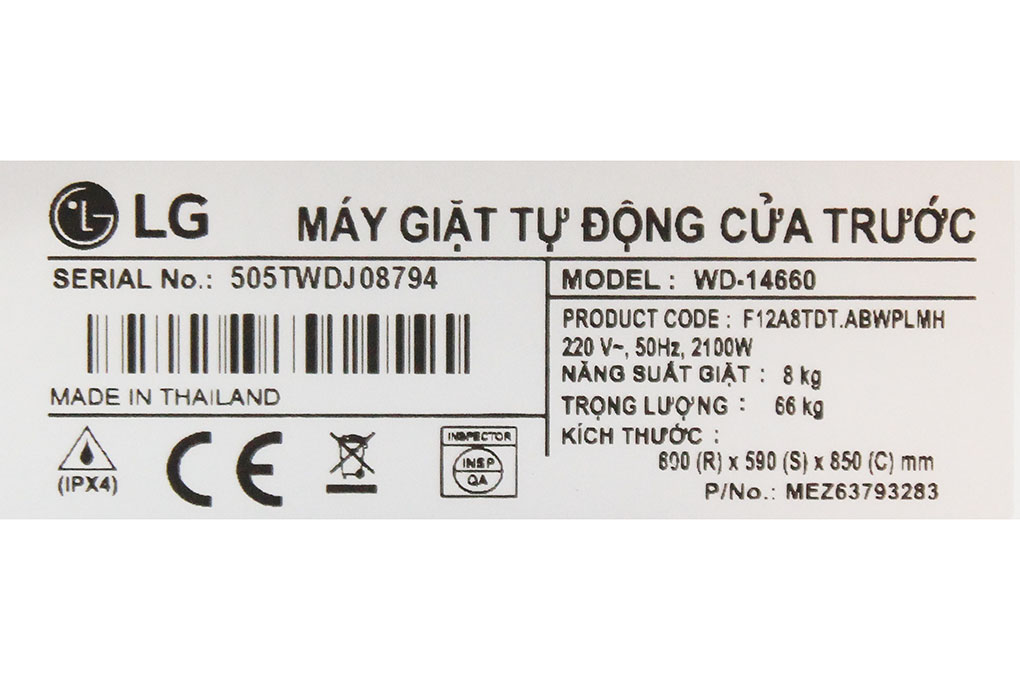 LG
MÁY GIẶT TỰ ĐỘNG CỬA TRƯỚC
SERIAL No.: 505TWDJ08794
MADE IN THAILAND
MODEL : WD-14660
PRODUCT CODE : F12A8TDT.ABWPLMH
220 V~, 50Hz, 2100W
NĂNG SUẤT GIẶT : 8 kg
TRỌNG LƯỢNG : 66 kg
KÍCH THƯỚC :
600 (R) x 590 (S) x 850 (C) mm
P/No.: MEZ63793283
(IPX4)
CE
INSPECTOR
INSP
QA